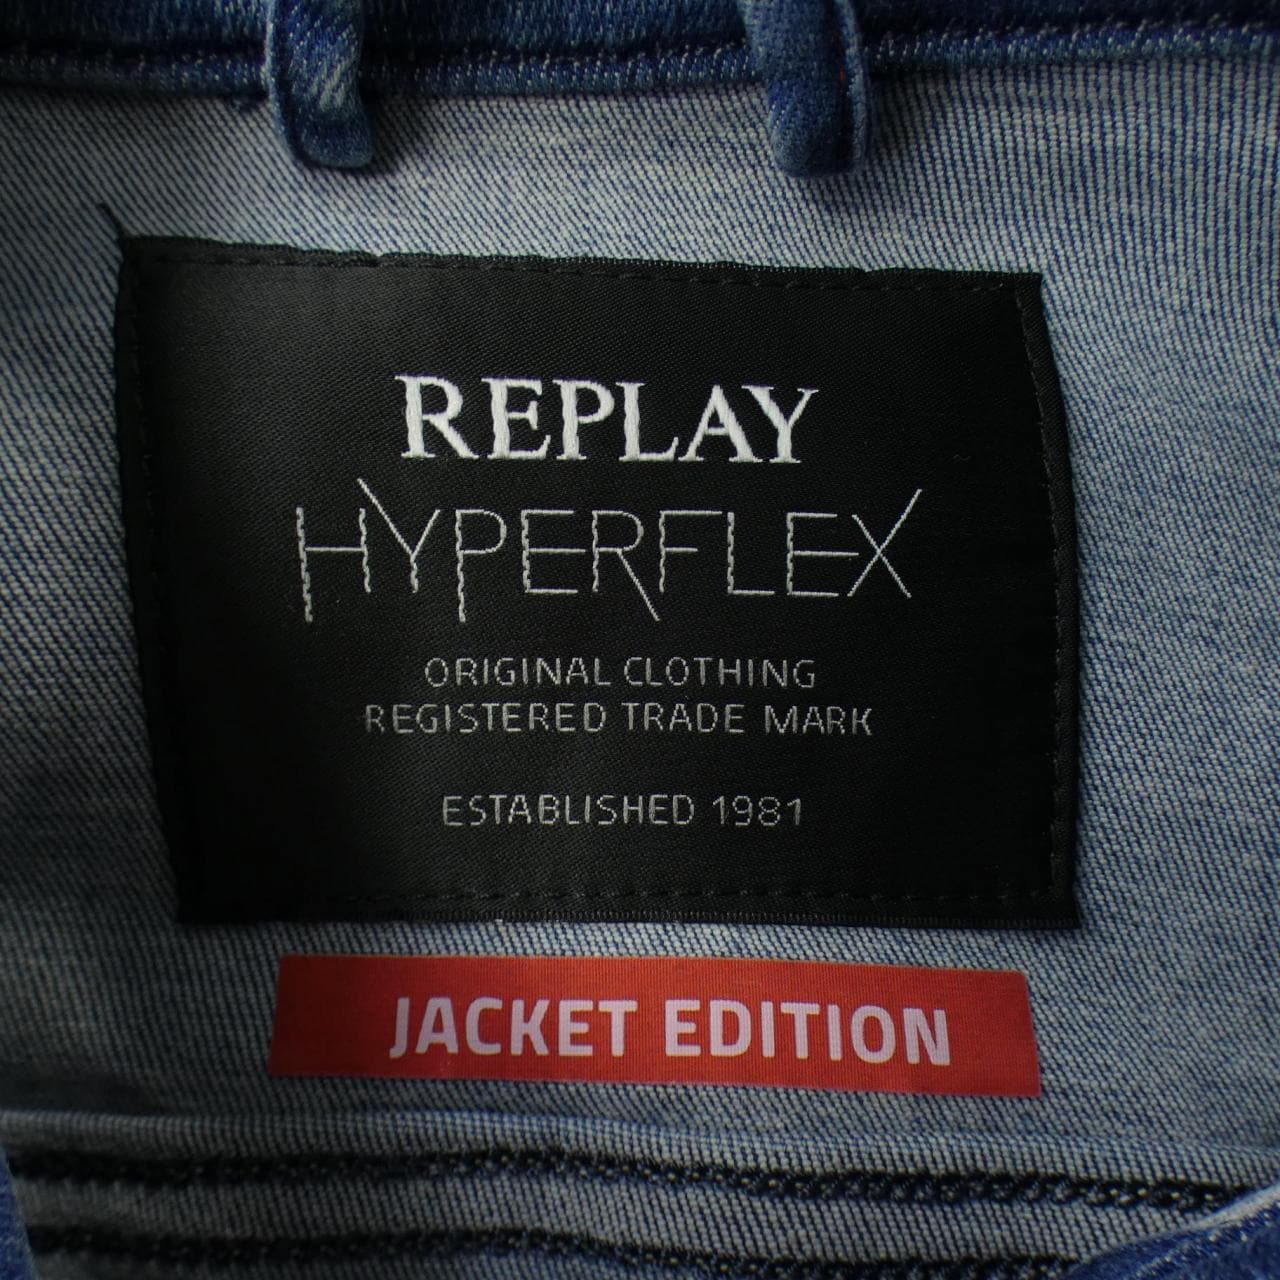 REPLAY
HYPERFLEX
ORIGINAL CLOTHING
REGISTERED TRADE MARK
ESTABLISHED 1981
JACKET EDITION